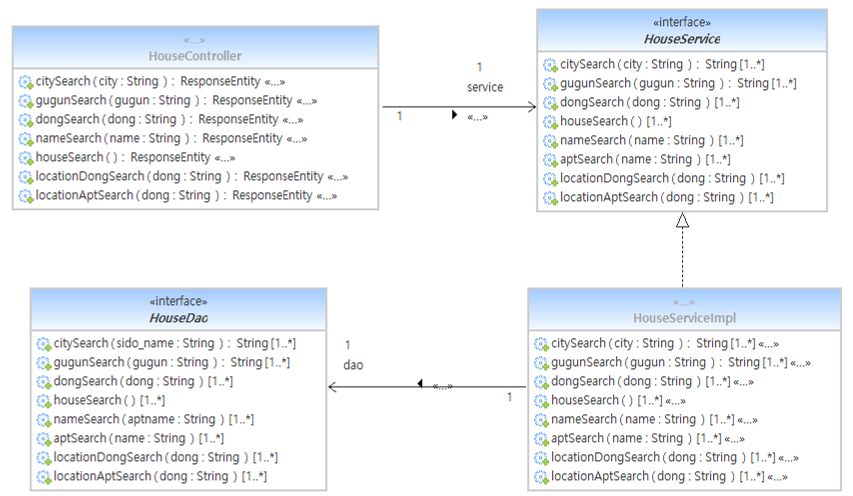 «...»
HouseController
citySearch ( city : String ) : ResponseEntity «...»
gugunSearch ( gugun : String ) : ResponseEntity «...»
dongSearch ( dong : String ) : ResponseEntity «...»
nameSearch ( name : String ) : ResponseEntity «...»
houseSearch ( ) : ResponseEntity «...»
locationDongSearch ( dong : String ) : ResponseEntity «...»
locationAptSearch ( dong : String ) : ResponseEntity «...»
1
service
1
«...»
«interface»
HouseService
citySearch ( city : String ) : String [1..*]
gugunSearch ( gugun : String ) : String [1..*]
dongSearch ( dong : String ) [1..*]
houseSearch ( ) [1..*]
nameSearch ( name : String ) [1..*]
aptSearch ( name : String ) [1..*]
locationDongSearch ( dong : String ) [1..*]
locationAptSearch ( dong : String ) [1..*]
«interface»
HouseDao
citySearch ( sido_name : String ) : String [1..*]
gugunSearch ( gugun : String ) : String [1..*]
dongSearch ( dong : String ) [1..*]
houseSearch ( ) [1..*]
nameSearch ( aptname : String ) [1..*]
aptSearch ( name : String ) [1..*]
locationDongSearch ( dong : String ) [1..*]
locationAptSearch ( dong : String ) [1..*]
1
dao
«...»
1
«...»
HouseServiceImpl
citySearch ( city : String ) : String [1..*] «...»
gugunSearch ( gugun : String ) : String [1..*] «...»
dongSearch ( dong : String ) [1..*] «...»
houseSearch ( ) [1..*] «...»
nameSearch ( name : String ) [1..*] «...»
aptSearch ( name : String ) [1..*] «...»
locationDongSearch ( dong : String ) [1..*] «...»
locationAptSearch ( dong : String ) [1..*] «...»